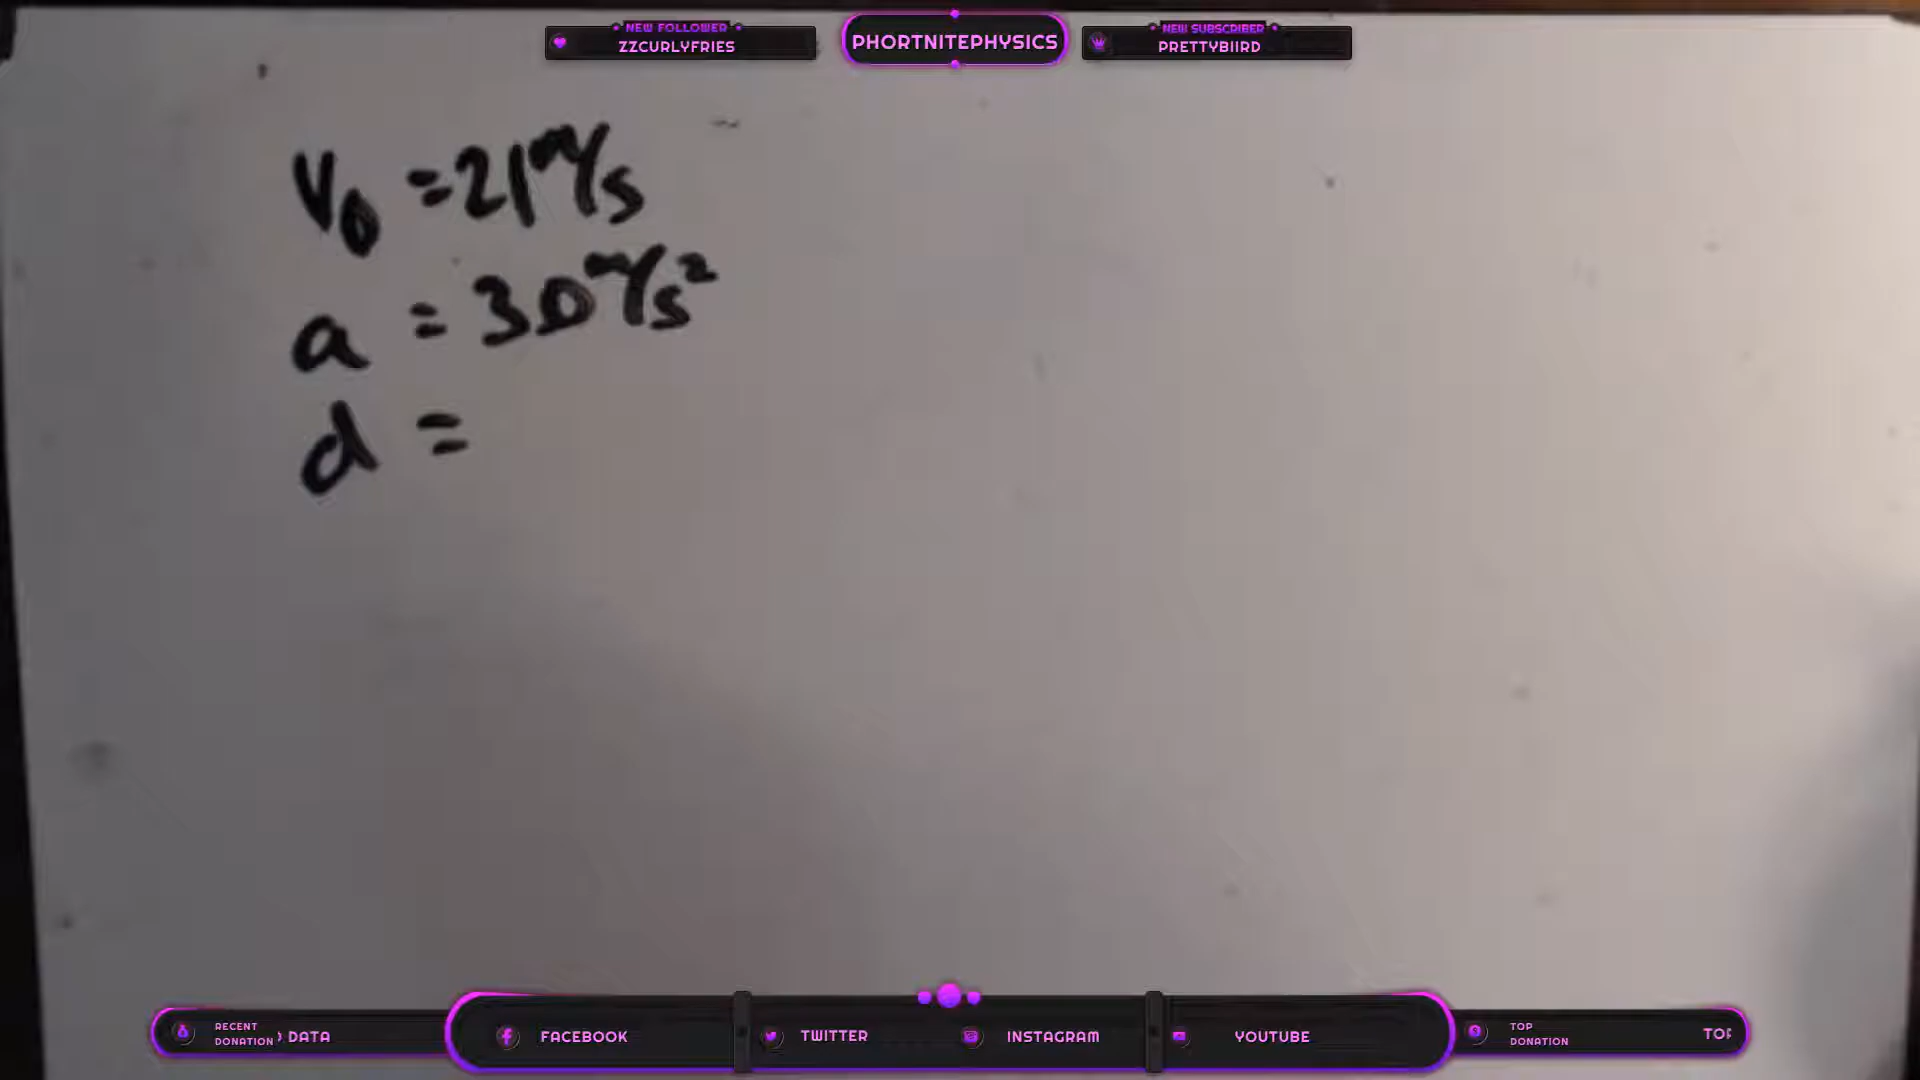 NEW FOLLOWER
ZZCURLYFRIES
PHORTNITEPHYSICS
NEW SUBSCRIBER
PRETTYBIIRD
V₀ = 21 m/s
a = 30 m/s²
d =
RECENT
DONATION
DATA
FACEBOOK
TWITTER
INSTAGRAM
YOUTUBE
TOP
DONATION
TOP